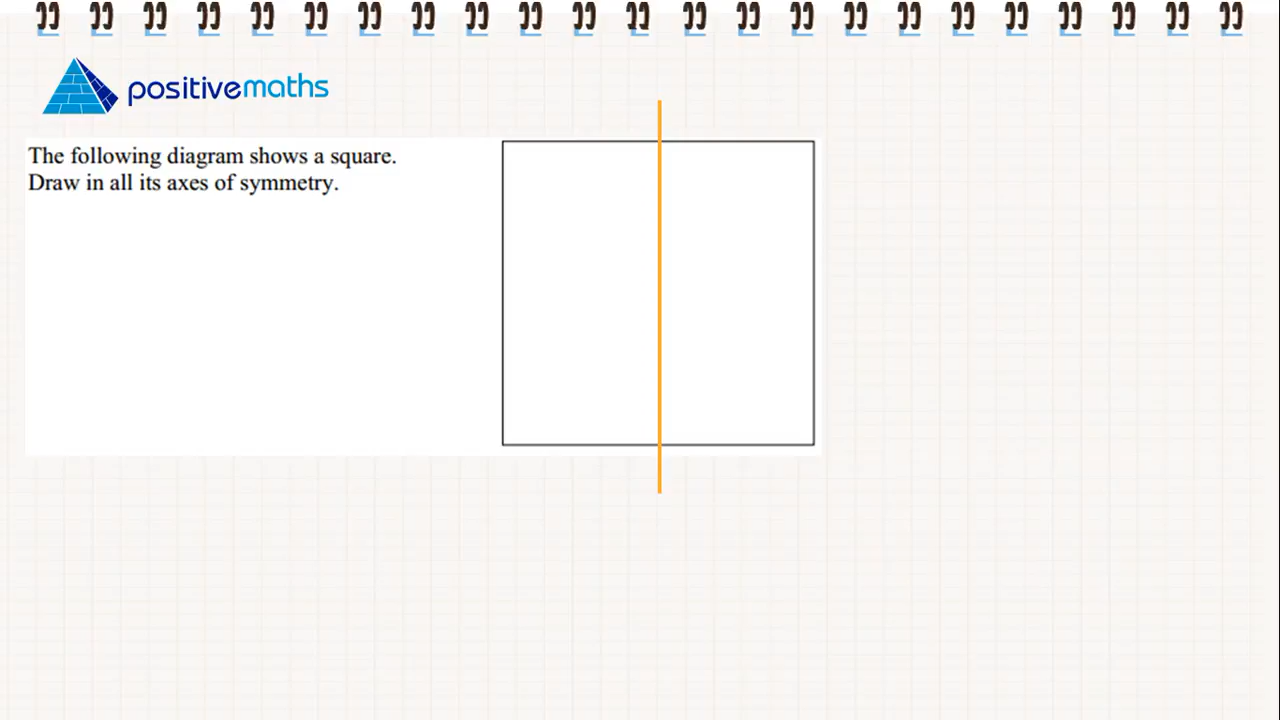 positivemaths
The following diagram shows a square.
Draw in all its axes of symmetry.